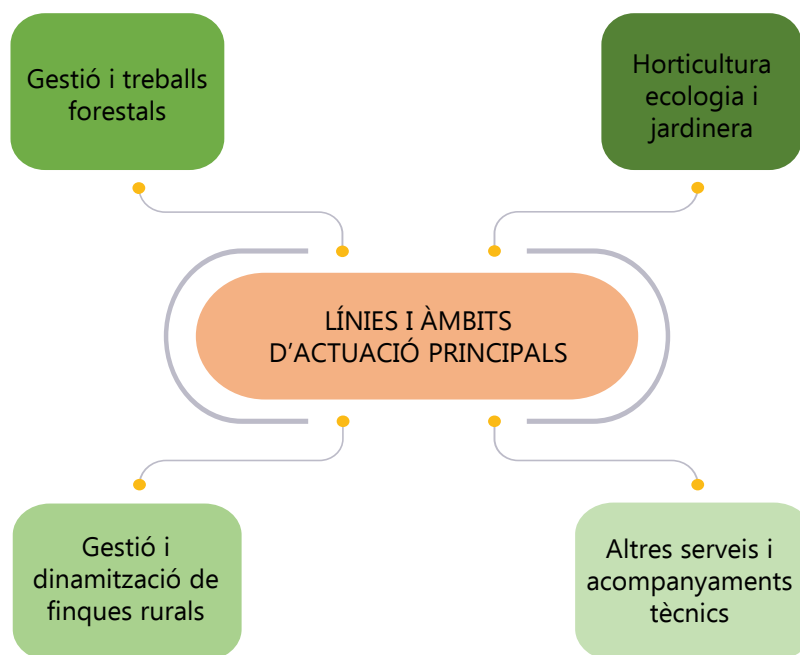 Gestió i treballs
forestals
Horticultura
ecologia i
jardinera
LÍNIES I ÀMBITS
D'ACTUACIÓ PRINCIPALS
Gestió i
dinamització de
finques rurals
Altres serveis i
acompanyaments
tècnics